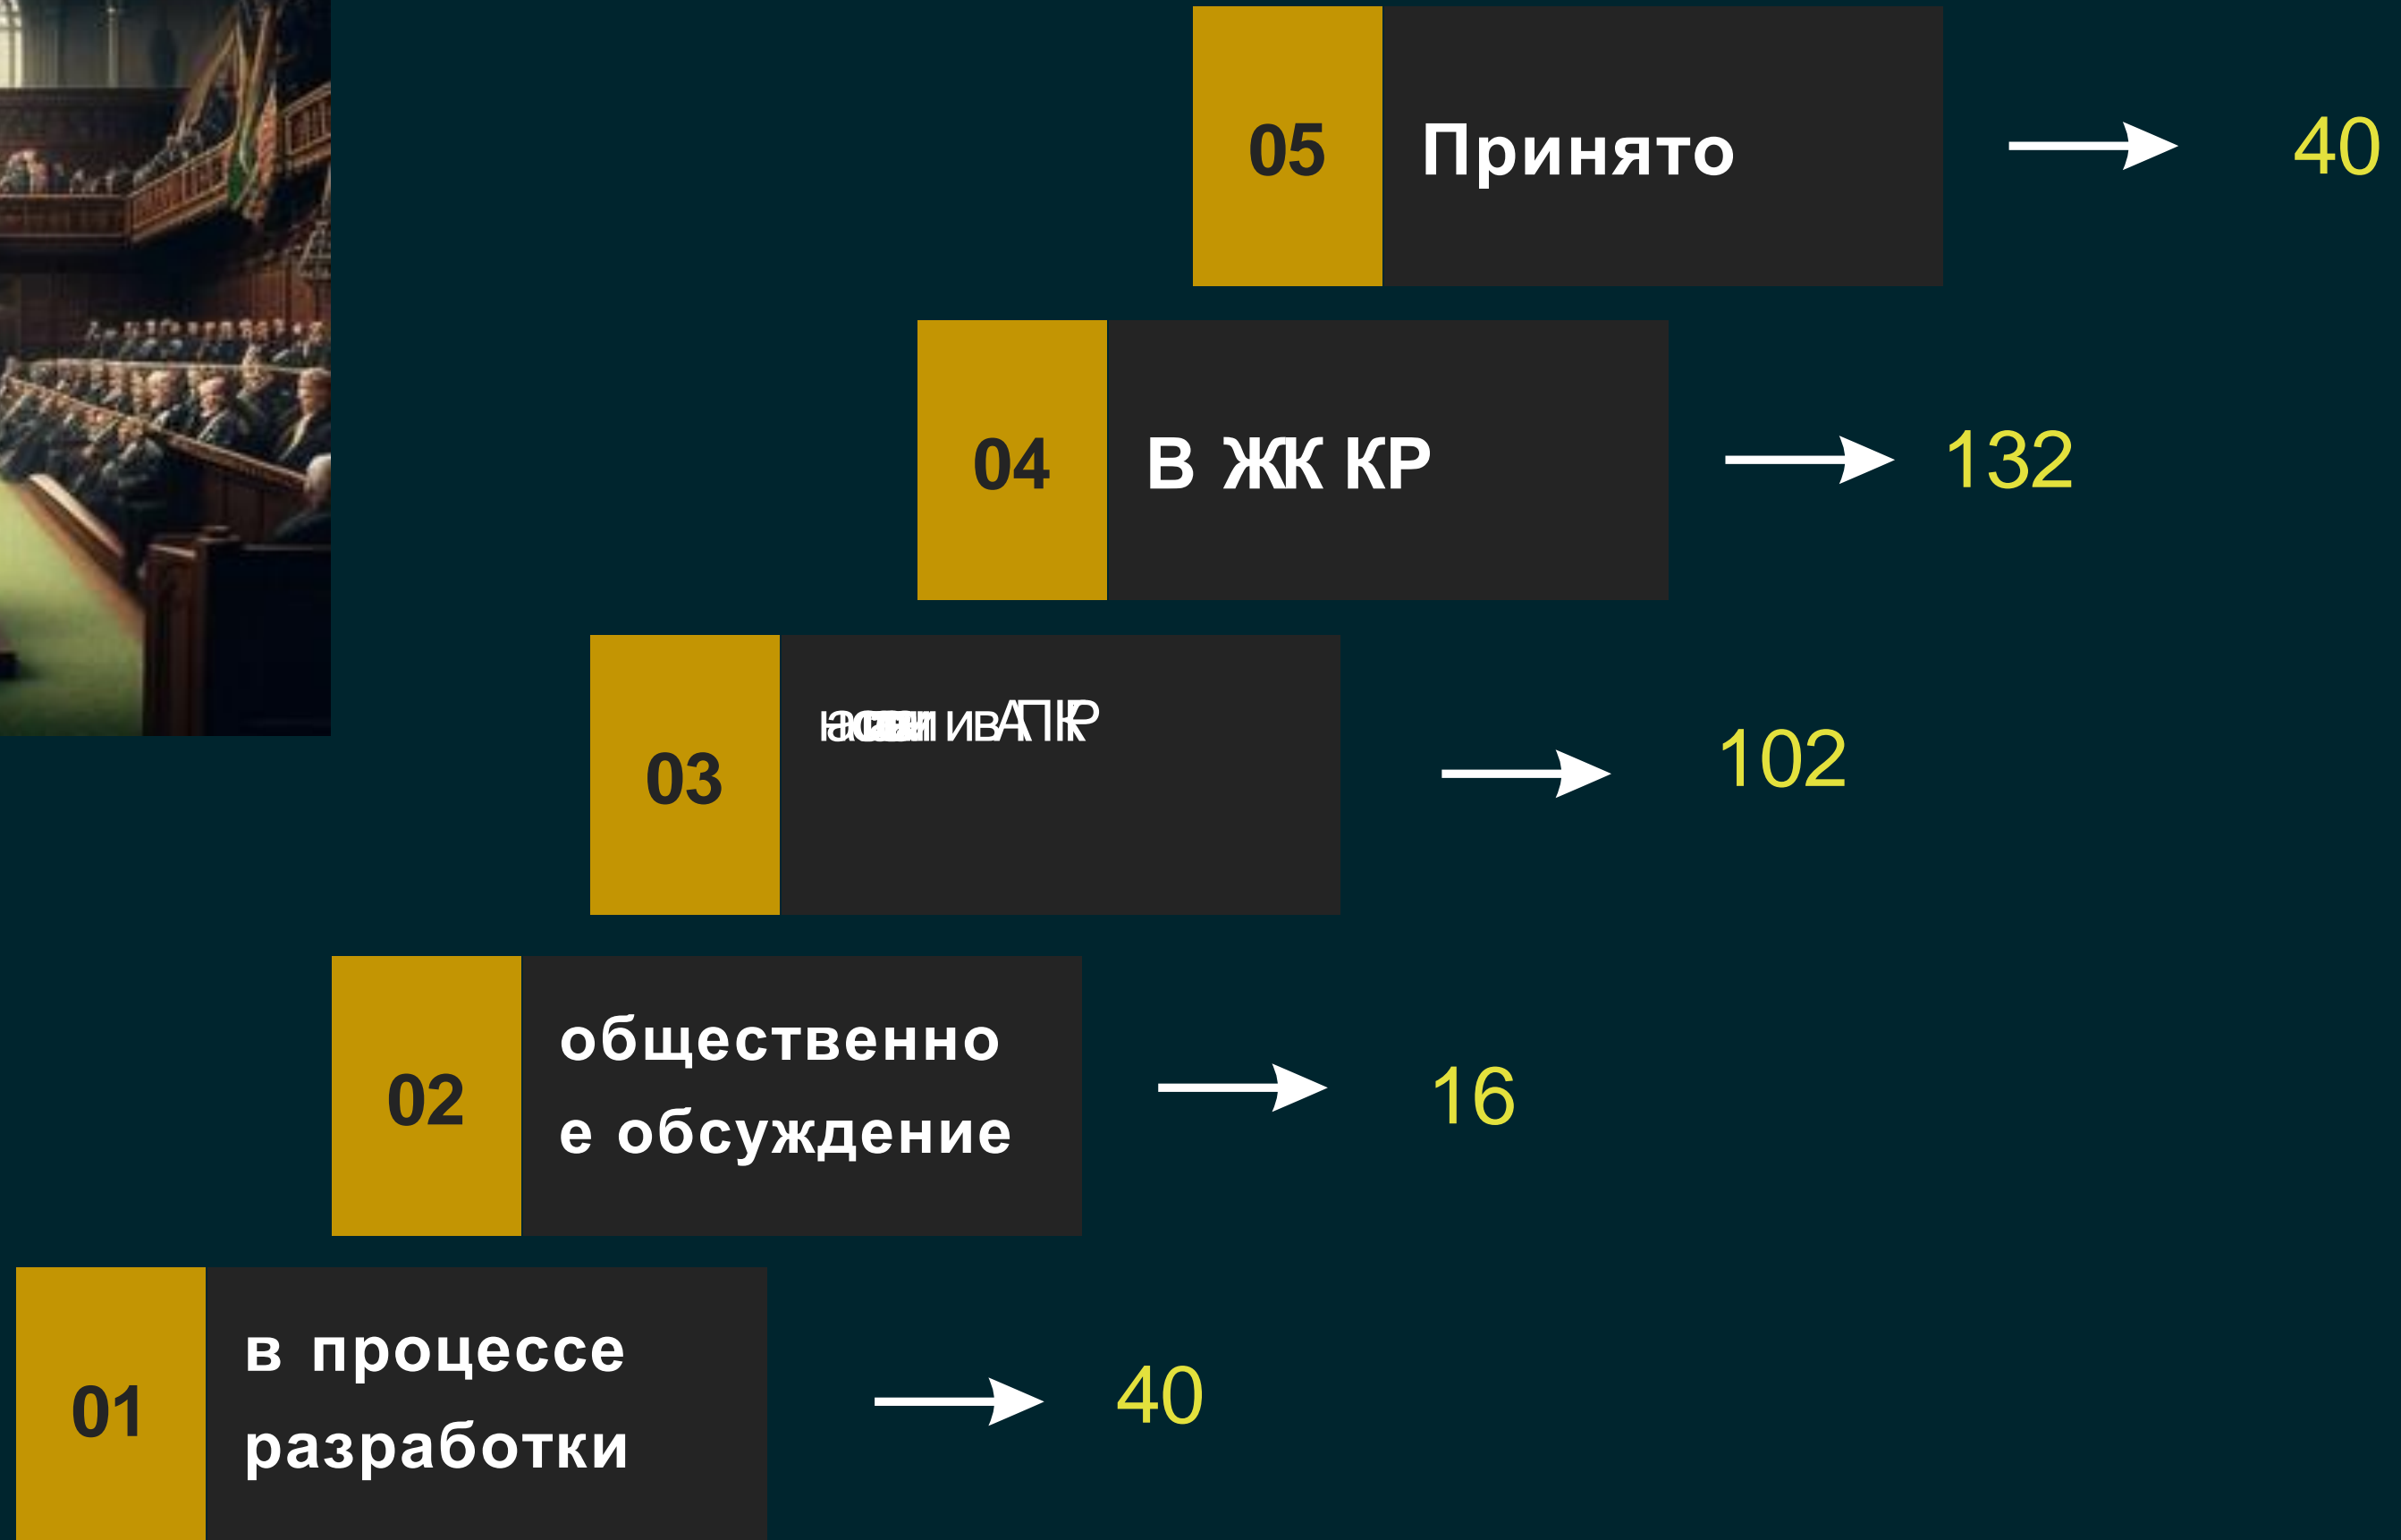 05
Принято
40
04
В ЖК КР
132
03
102
02
общественно
е обсуждение
16
01
в процессе
разработки
40